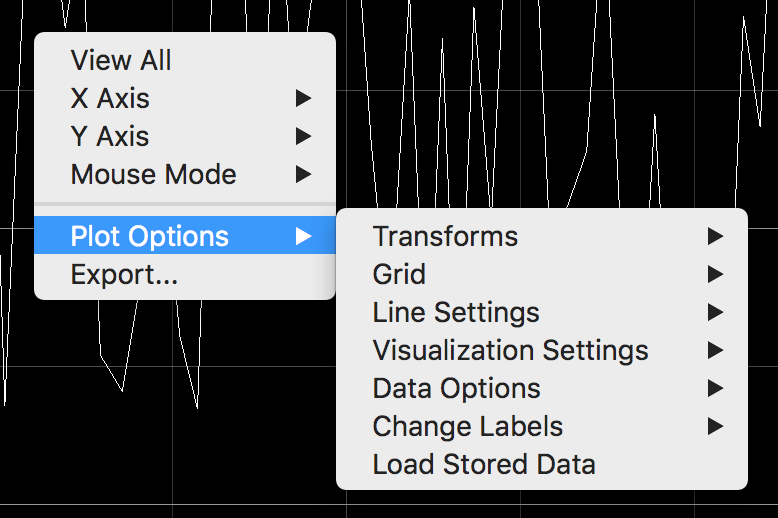 View All
X Axis
Y Axis
Mouse Mode
Plot Options
Export...
Transforms
Grid
Line Settings
Visualization Settings
Data Options
Change Labels
Load Stored Data